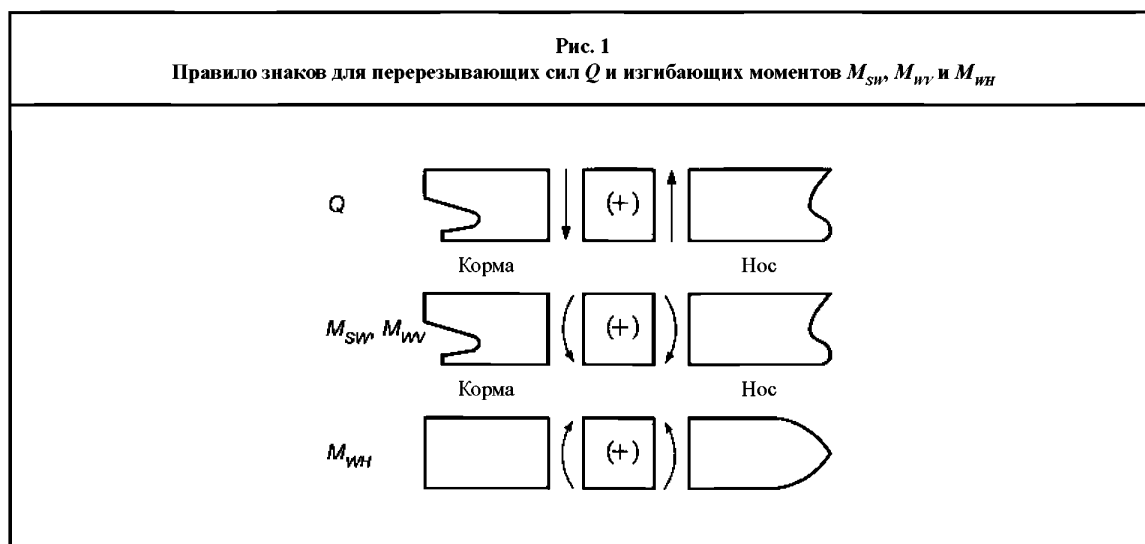 Рис. 1
Правило знаков для перерезывающих сил Q и изгибающих моментов M_SW, M_WV и M_WH
Q (+)
Корма Нос
M_SW, M_WV (+)
Корма Нос
M_WH (+)